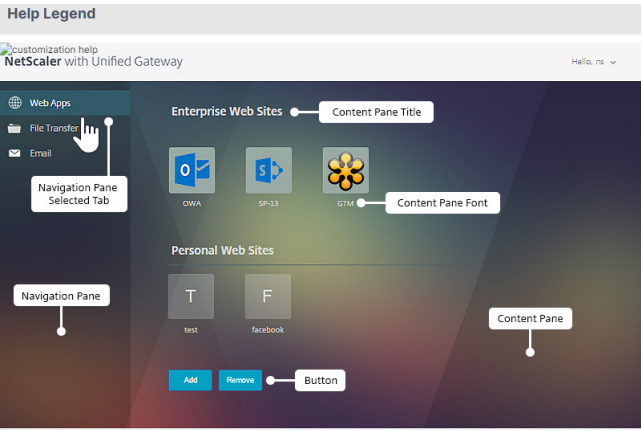 Help Legend
customization help
NetScaler with Unified Gateway
Hello, ns
Web Apps
File Transfer
Email
Navigation Pane
Selected Tab
Navigation Pane
Enterprise Web Sites
Content Pane Title
O
S
OWA
SP-13
GTM
Content Pane Font
Personal Web Sites
T
F
test
facebook
Content Pane
Add
Remove
Button